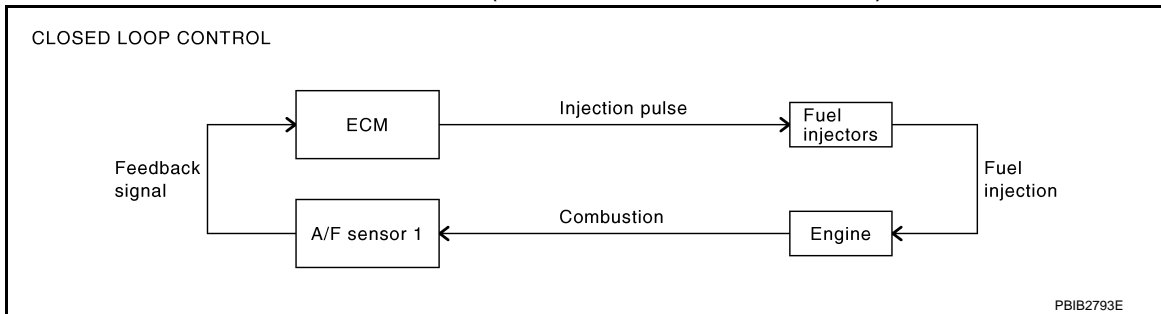 CLOSED LOOP CONTROL
ECM
Injection pulse
Fuel
injectors
Feedback
signal
Fuel
injection
A/F sensor 1
Combustion
Engine
PBIB2793E